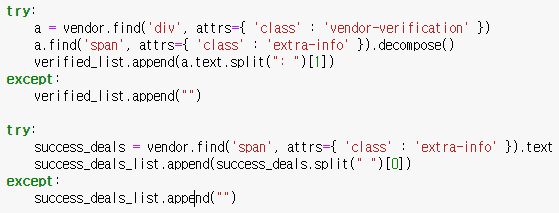 try:
    a = vendor.find('div', attrs={ 'class' : 'vendor-verification' })
    a.find('span', attrs={ 'class' : 'extra-info' }).decompose()
    verified_list.append(a.text.split(": ")[1])
except:
    verified_list.append("")

try:
    success_deals = vendor.find('span', attrs={ 'class' : 'extra-info' }).text
    success_deals_list.append(success_deals.split(" ")[0])
except:
    success_deals_list.append("")